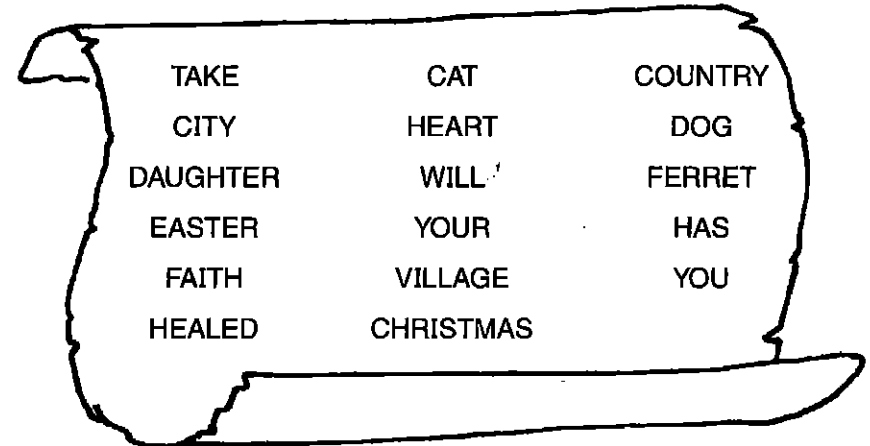 TAKE CAT COUNTRY
CITY HEART DOG
DAUGHTER WILL FERRET
EASTER YOUR HAS
FAITH VILLAGE YOU
HEALED CHRISTMAS